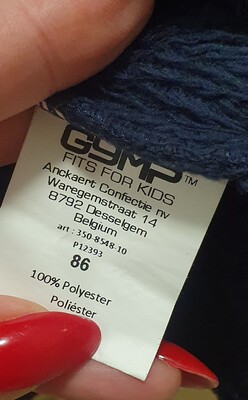 GYMP™
FITS FOR KIDS
Anckaert Confectie nv
Waregemstraat 14
8792 Desselgem
Belgium
art : 350-8548-10
P12393
86
100% Polyester
Poliéster